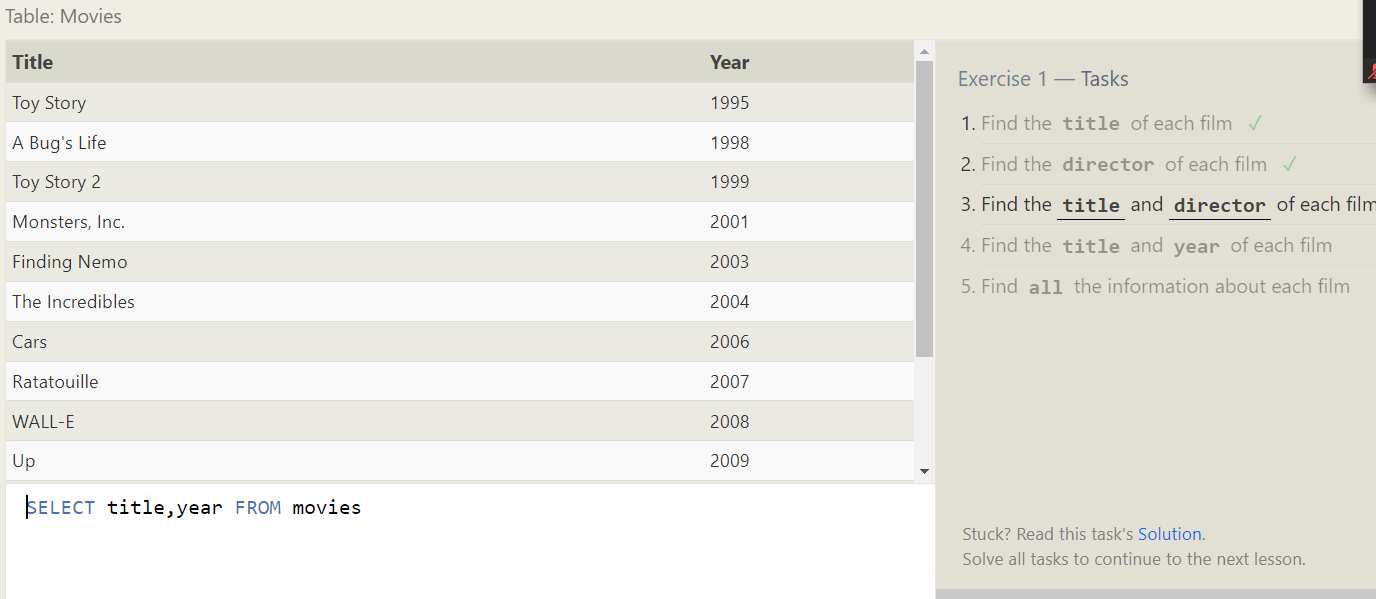 Table: Movies
Title Year
Toy Story 1995
A Bug's Life 1998
Toy Story 2 1999
Monsters, Inc. 2001
Finding Nemo 2003
The Incredibles 2004
Cars 2006
Ratatouille 2007
WALL-E 2008
Up 2009
SELECT title,year FROM movies
Exercise 1 — Tasks
1. Find the title of each film ✓
2. Find the director of each film ✓
3. Find the title and director of each film
4. Find the title and year of each film
5. Find all the information about each film
Stuck? Read this task's Solution.
Solve all tasks to continue to the next lesson.